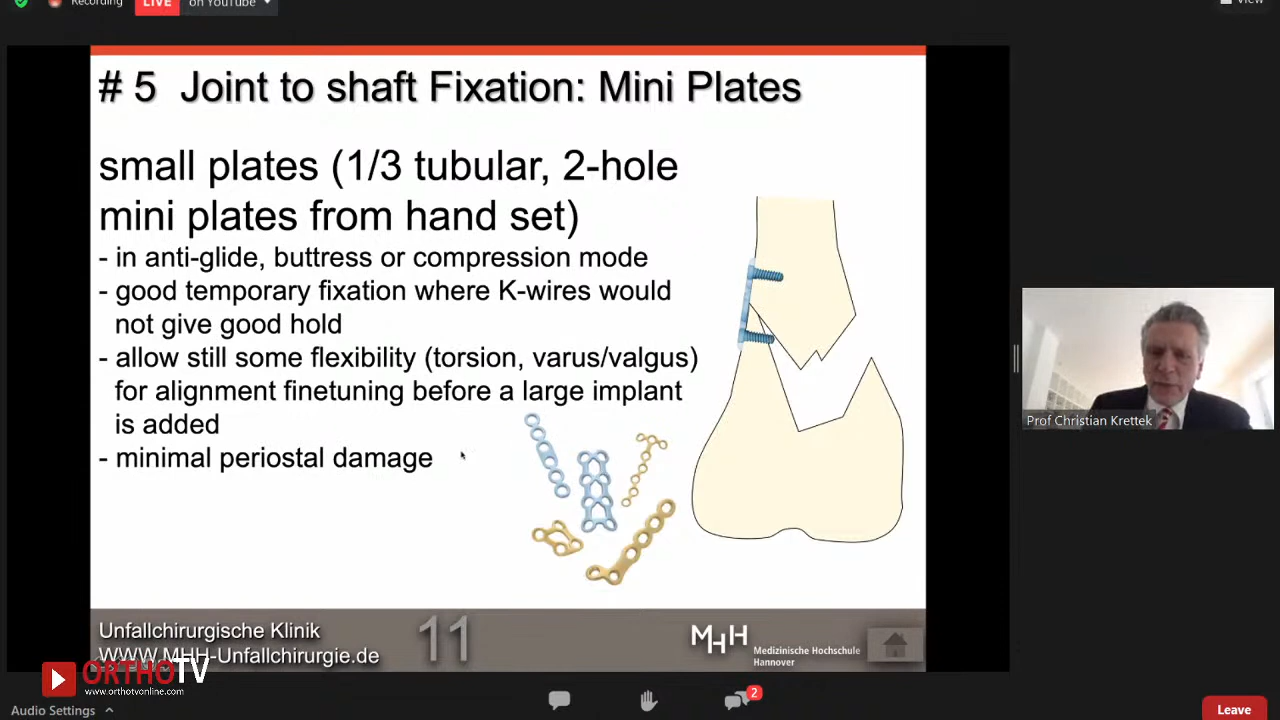 Recording
LIVE
on YouTube
View
# 5 Joint to shaft Fixation: Mini Plates
small plates (1/3 tubular, 2-hole
mini plates from hand set)
- in anti-glide, buttress or compression mode
- good temporary fixation where K-wires would
not give good hold
- allow still some flexibility (torsion, varus/valgus)
for alignment finetuning before a large implant
is added
- minimal periostal damage
Prof Christian Krettek
Unfallchirurgische Klinik
WWW.MHH-Unfallchirurgie.de
11
MHH
Medizinische Hochschule
Hannover
ORTHOTV
www.orthotvonline.com
2
Audio Settings
Leave